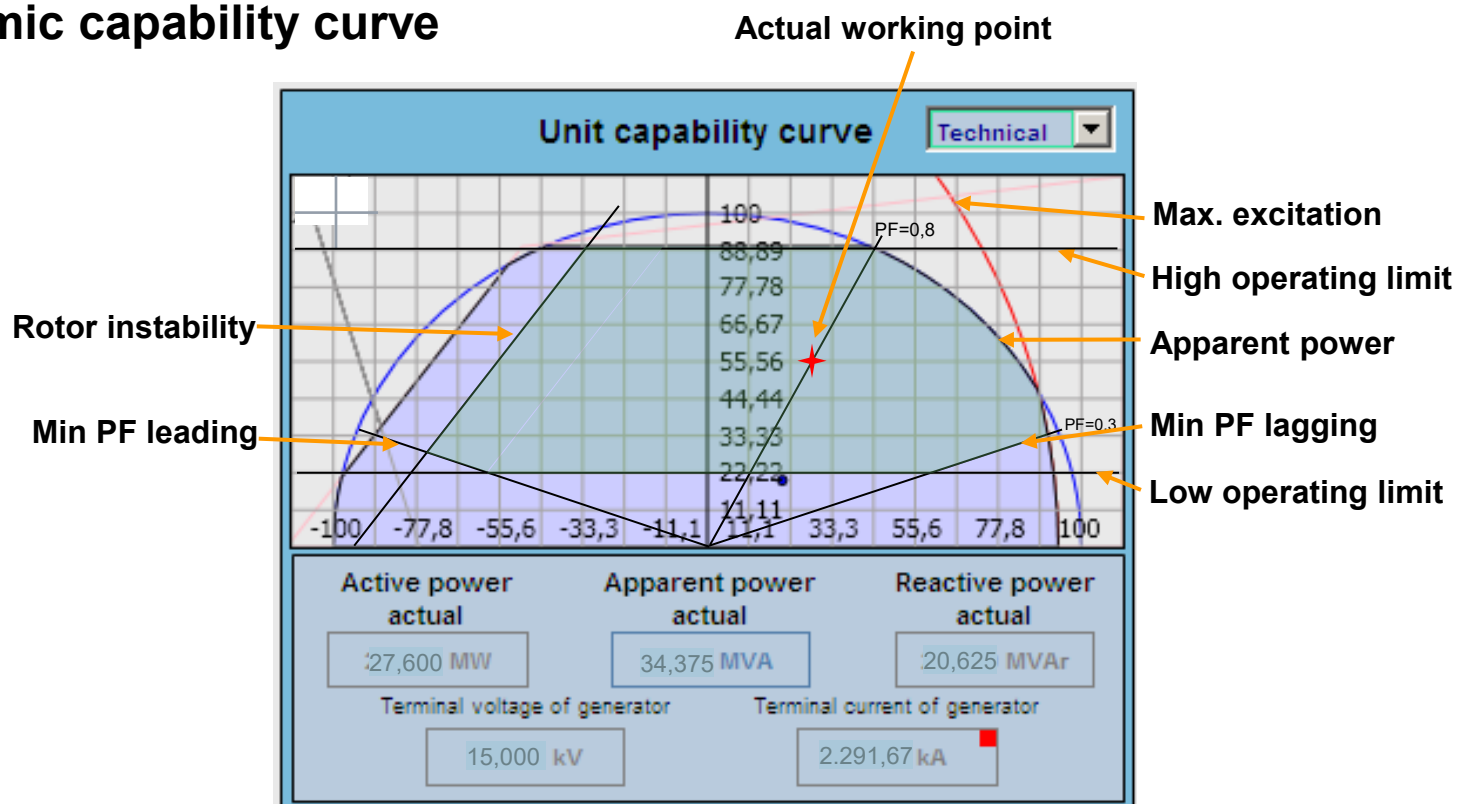 mic capability curve
Actual working point
Unit capability curve
Technical
100
PF=0,8
88,89
77,78
66,67
55,56
44,44
33,33
PF=0.3
22,22
11,11
-100 -77,8 -55,6 -33,3 -11,1 11,1 33,3 55,6 77,8 100
Max. excitation
High operating limit
Rotor instability
Apparent power
Min PF leading
Min PF lagging
Low operating limit
Active power actual
Apparent power actual
Reactive power actual
27,600 MW
34,375 MVA
20,625 MVAr
Terminal voltage of generator
Terminal current of generator
15,000 kV
2.291,67 kA